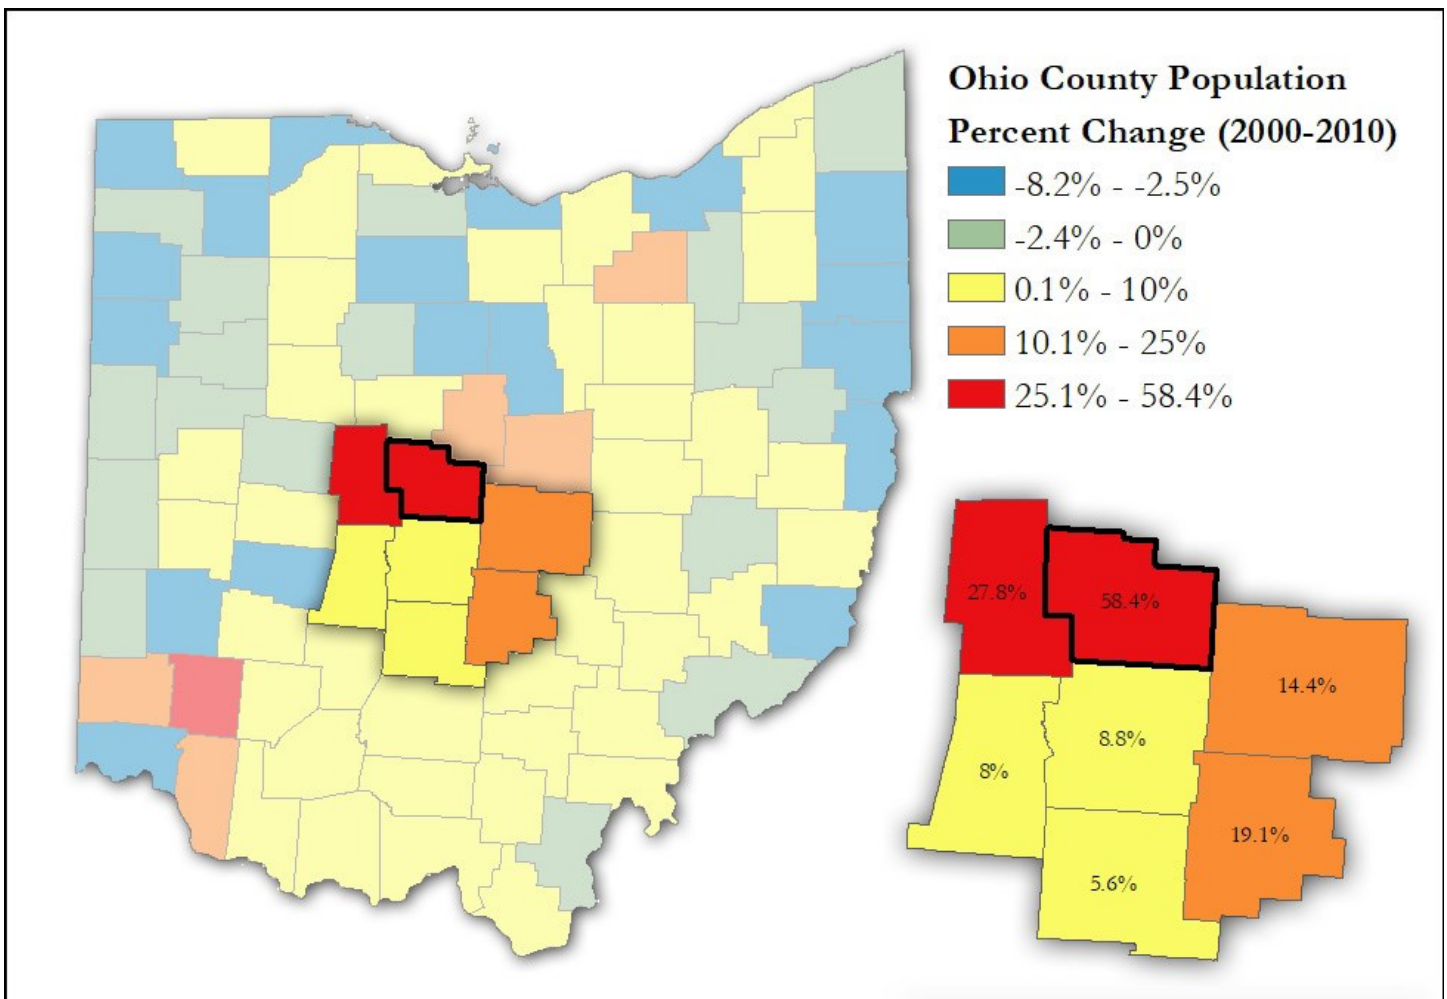 Ohio County Population
Percent Change (2000-2010)
-8.2% - -2.5%
-2.4% - 0%
0.1% - 10%
10.1% - 25%
25.1% - 58.4%
27.8%
58.4%
14.4%
8.8%
8%
19.1%
5.6%